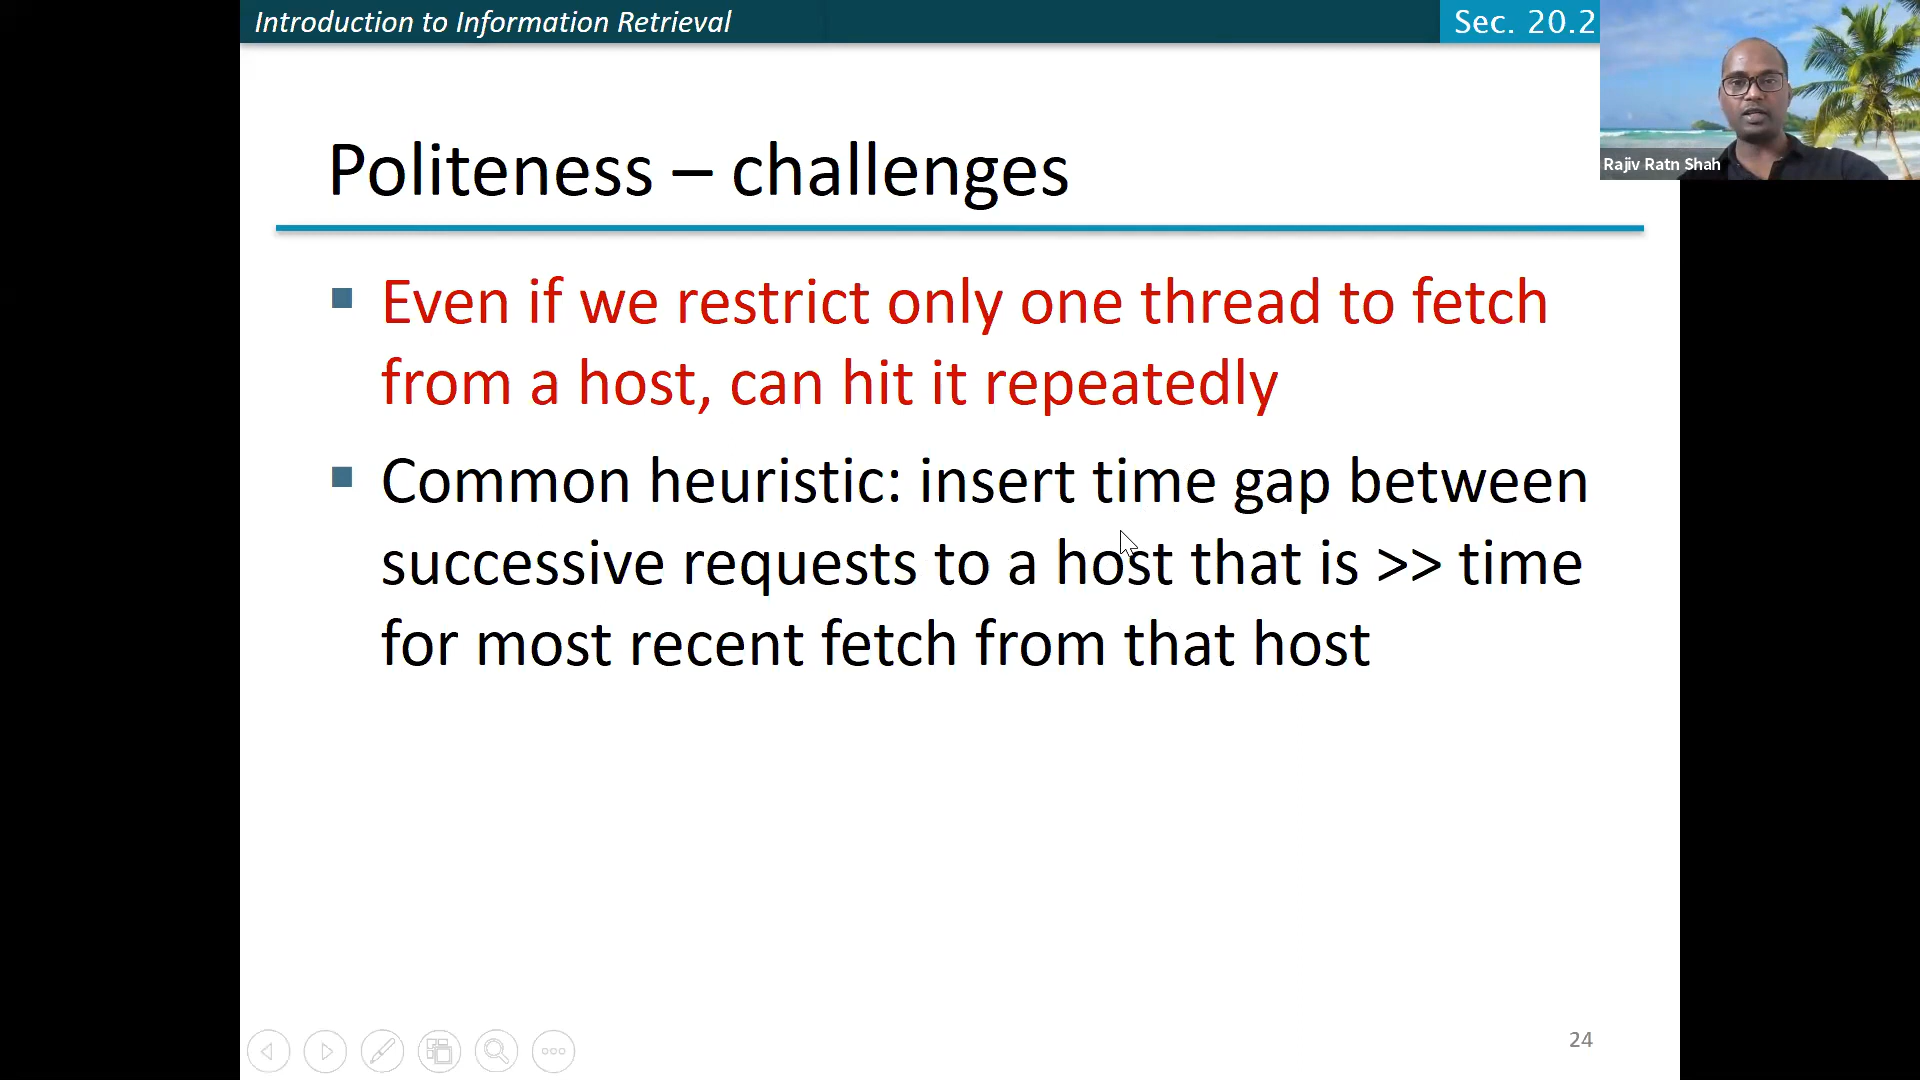 Introduction to Information Retrieval
Sec. 20.2
Rajiv Ratn Shah
Politeness – challenges
Even if we restrict only one thread to fetch
from a host, can hit it repeatedly
Common heuristic: insert time gap between
successive requests to a host that is >> time
for most recent fetch from that host
24